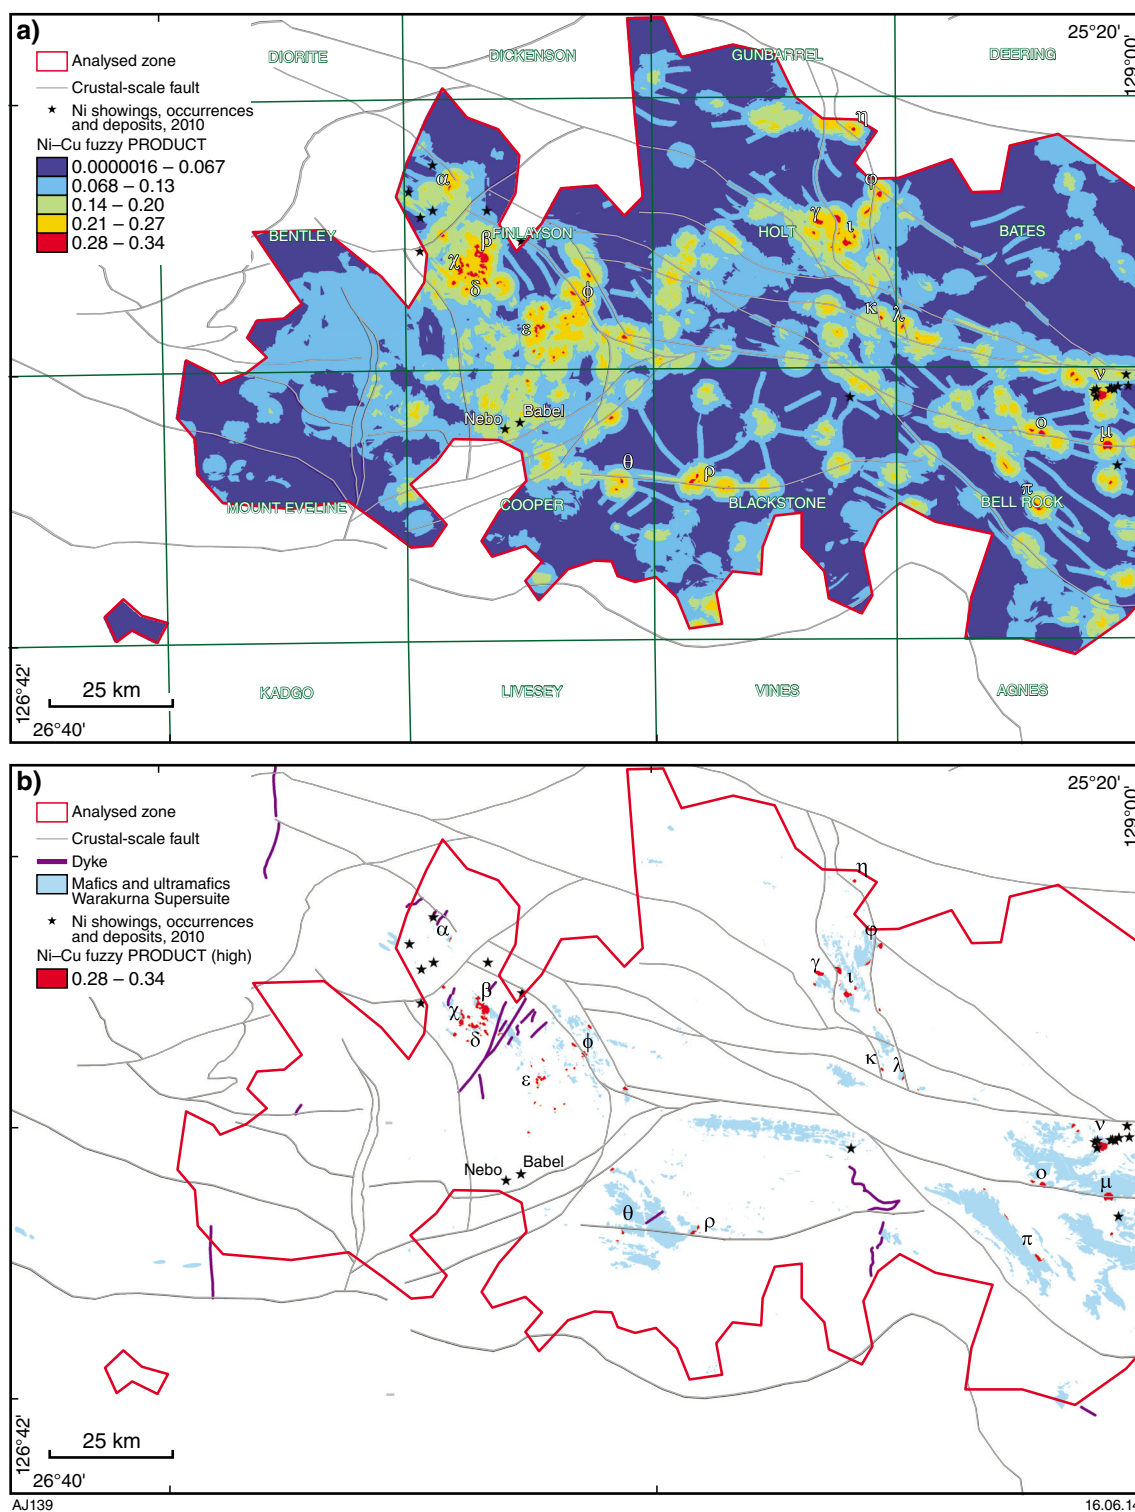 a)
Analysed zone
Crustal-scale fault
Ni showings, occurrences
and deposits, 2010
Ni–Cu fuzzy PRODUCT
0.0000016 – 0.067
0.068 – 0.13
0.14 – 0.20
0.21 – 0.27
0.28 – 0.34
DIORITE
DICKENSON
GUNBARREL
DEERING
25°20'
129°00'
η
α
φ
γ
ι
BENTLEY
β
FINLAYSON
HOLT
BATES
χ
δ
ϕ
ε
κ
λ
ν
Nebo
Babel
ο
μ
θ
ρ
π
MOUNT EVELINE
COOPER
BLACKSTONE
BELL ROCK
KADGO
LIVESEY
VINES
AGNES
126°42'
25 km
26°40'
b)
Analysed zone
Crustal-scale fault
Dyke
Mafics and ultramafics
Warakurna Supersuite
Ni showings, occurrences
and deposits, 2010
Ni–Cu fuzzy PRODUCT (high)
0.28 – 0.34
25°20'
129°00'
η
α
φ
γ
ι
β
χ
δ
ϕ
ε
κ
λ
ν
Nebo
Babel
ο
μ
θ
ρ
π
126°42'
25 km
26°40'
AJ139
16.06.14